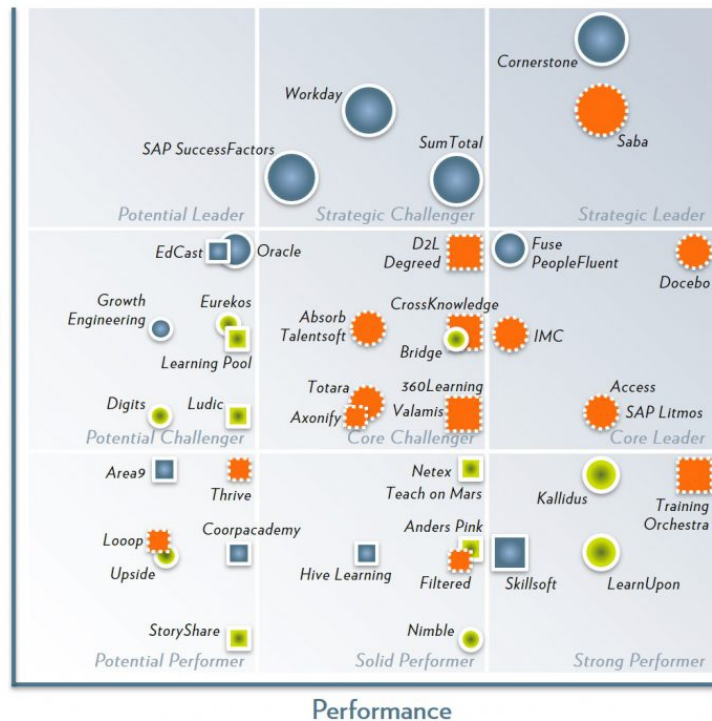 Cornerstone
Workday
Saba
SAP SuccessFactors
SumTotal
Potential Leader
Strategic Challenger
Strategic Leader
EdCast
Oracle
D2L
Degreed
Fuse
PeopleFluent
Docebo
Growth
Engineering
Eurekos
Absorb
Talentsoft
CrossKnowledge
Bridge
IMC
Learning Pool
Digits
Ludic
Totara
Axonify
360Learning
Valamis
Access
SAP Litmos
Potential Challenger
Core Challenger
Core Leader
Area9
Thrive
Netex
Teach on Mars
Kallidus
Training
Orchestra
Looop
Upside
Coorpacademy
Hive Learning
Anders Pink
Filtered
Skillsoft
LearnUpon
StoryShare
Nimble
Potential Performer
Solid Performer
Strong Performer
Performance